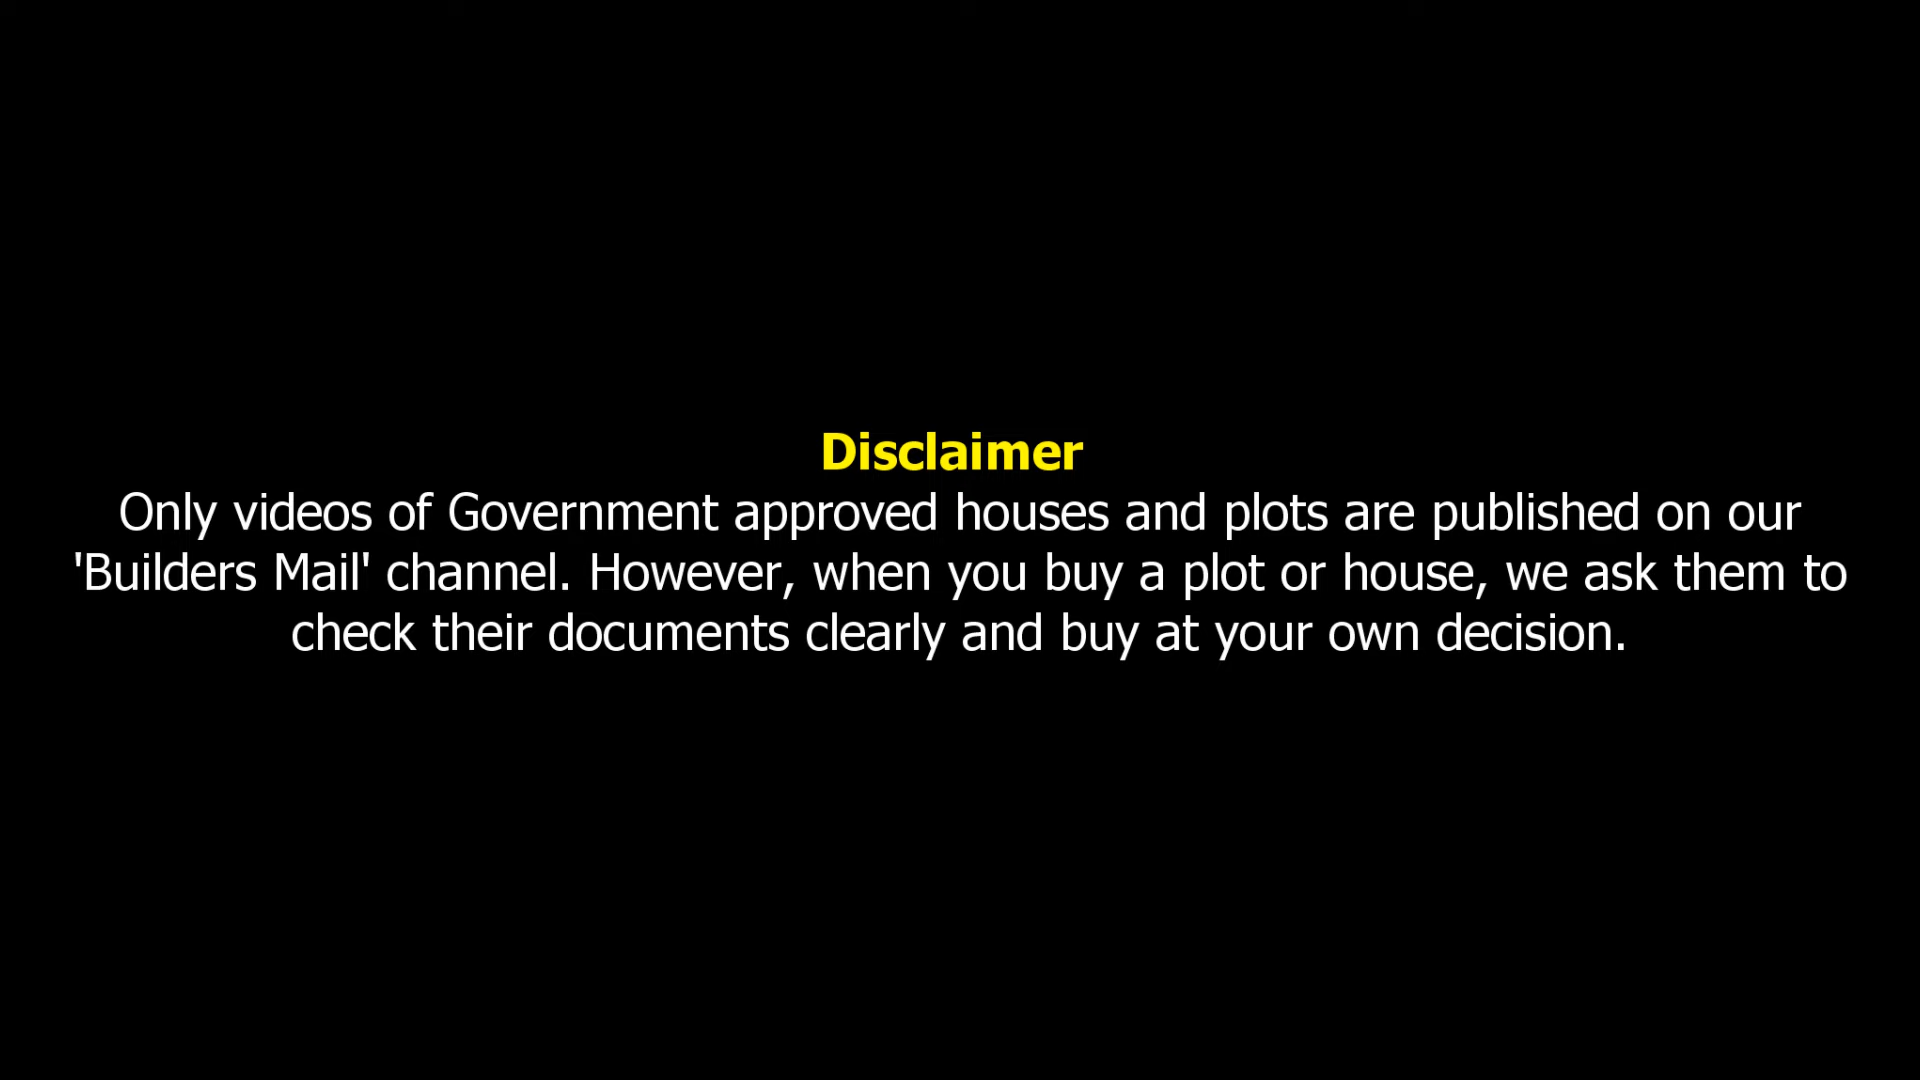 Disclaimer
Only videos of Government approved houses and plots are published on our
'Builders Mail' channel. However, when you buy a plot or house, we ask them to
check their documents clearly and buy at your own decision.